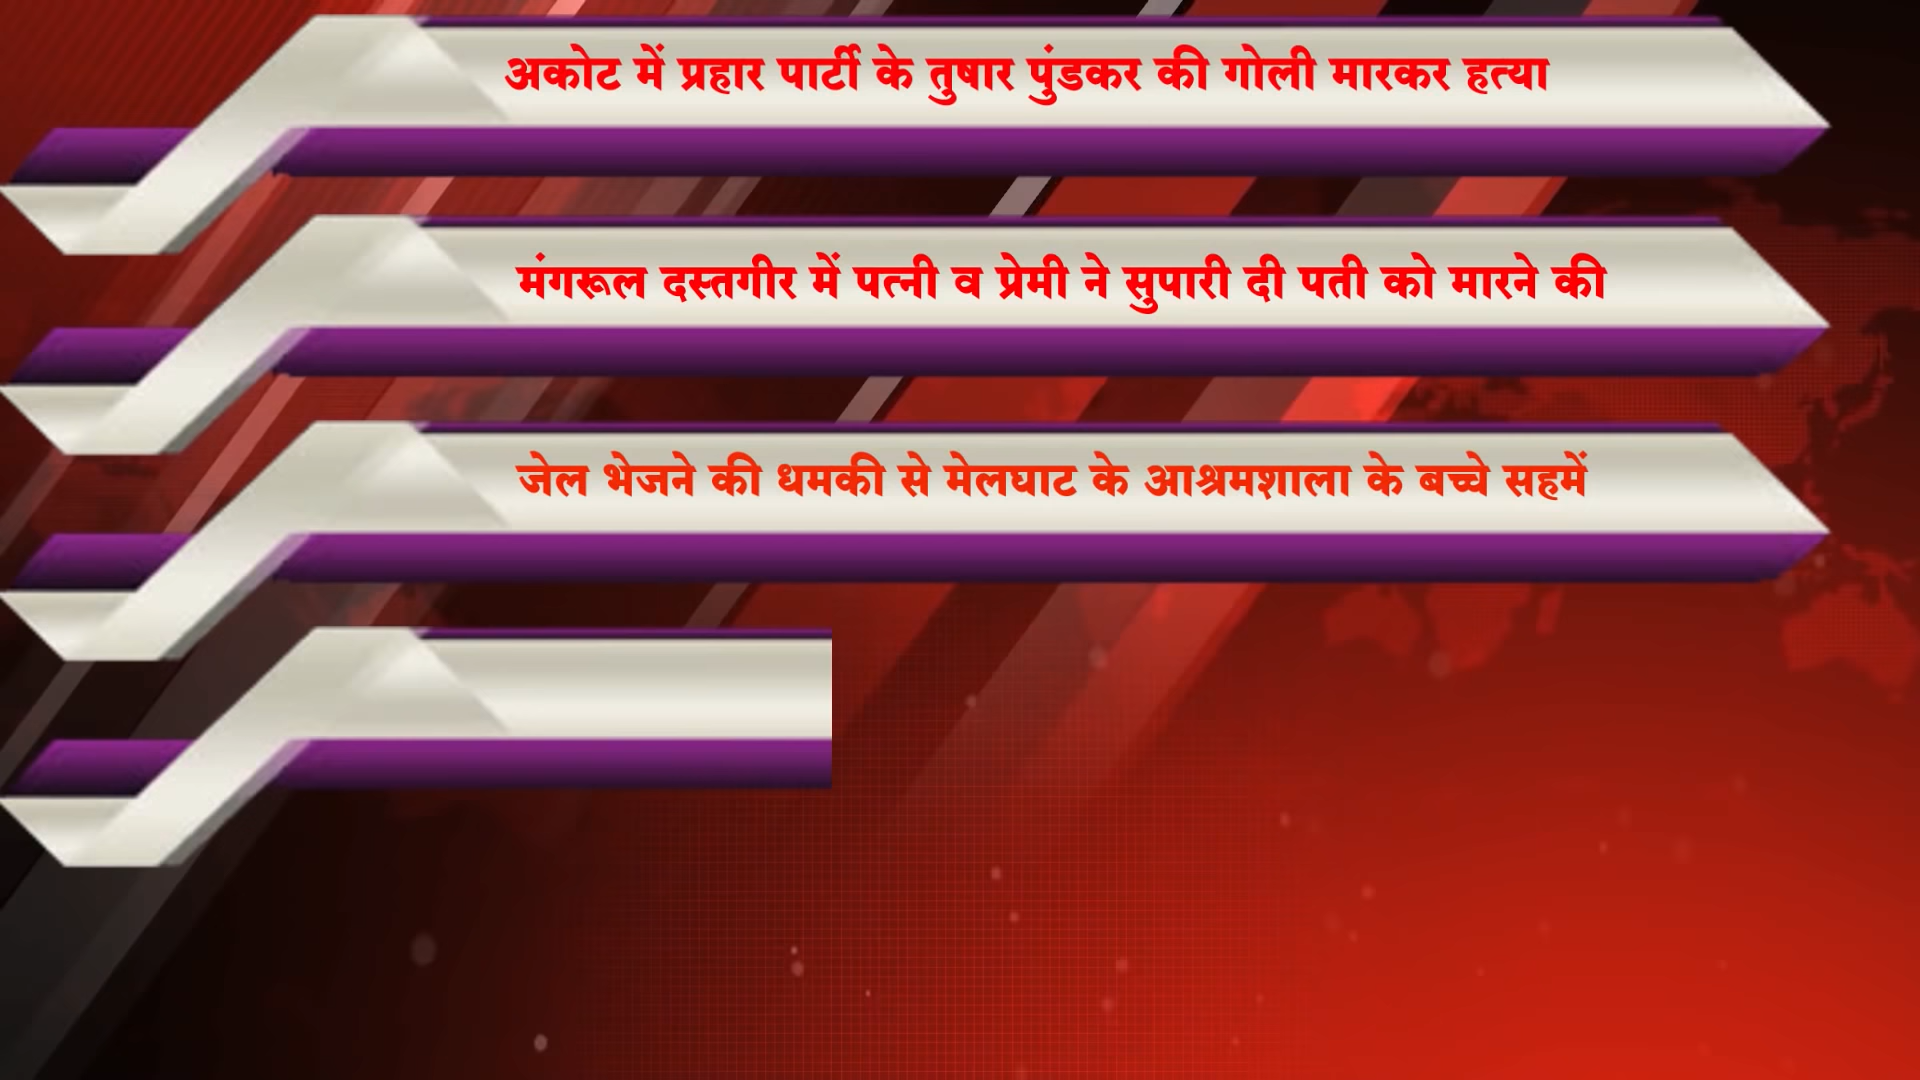 अकोट में प्रहार पार्टी के तुषार पुंडकर की गोली मारकर हत्या
मंगरूल दस्तगीर में पत्नी व प्रेमी ने सुपारी दी पती को मारने की
जेल भेजने की धमकी से मेलघाट के आश्रमशाला के बच्चे सहमें